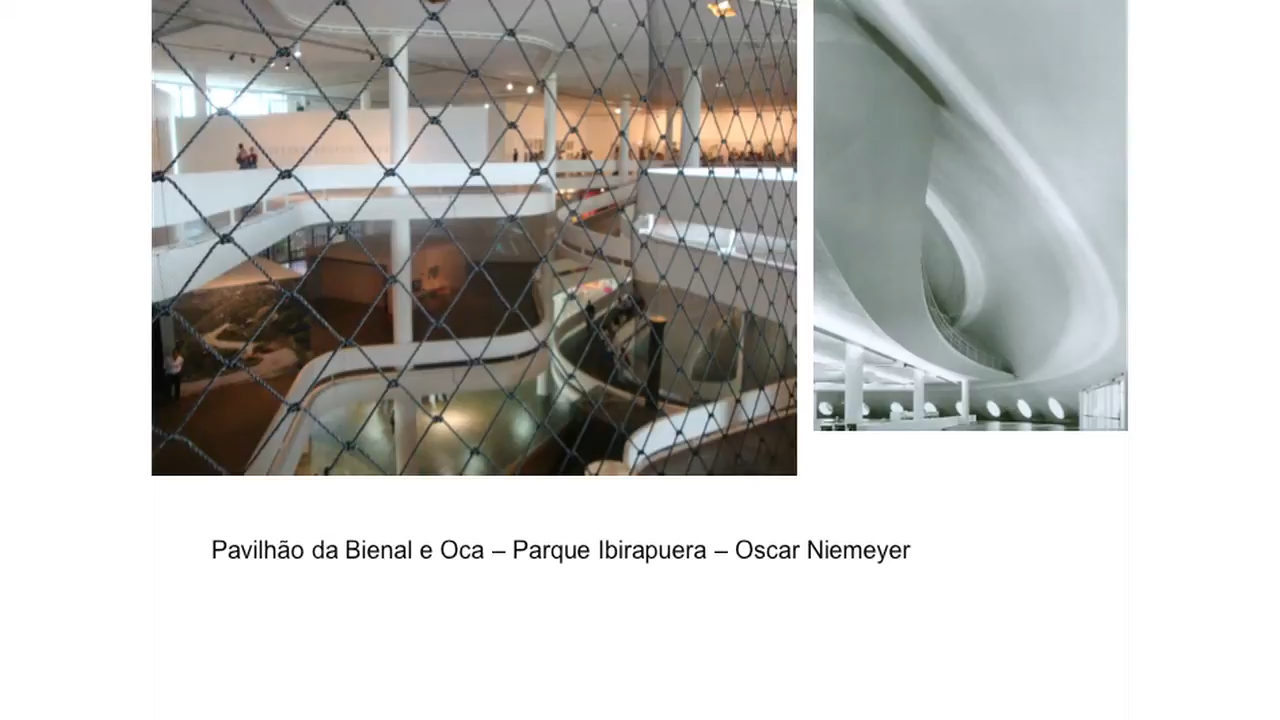 Pavilhão da Bienal e Oca – Parque Ibirapuera – Oscar Niemeyer